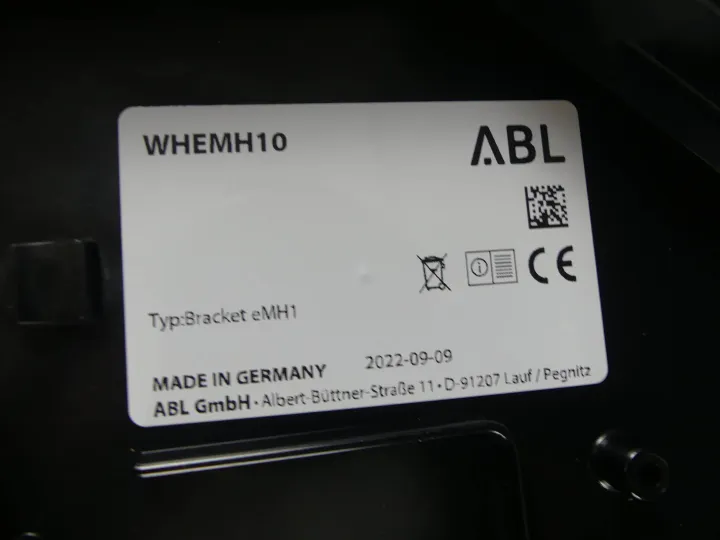 WHEMH10
ABL
CE
Typ:Bracket eMH1
MADE IN GERMANY 2022-09-09
ABL GmbH · Albert-Büttner-Straße 11 · D-91207 Lauf / Pegnitz